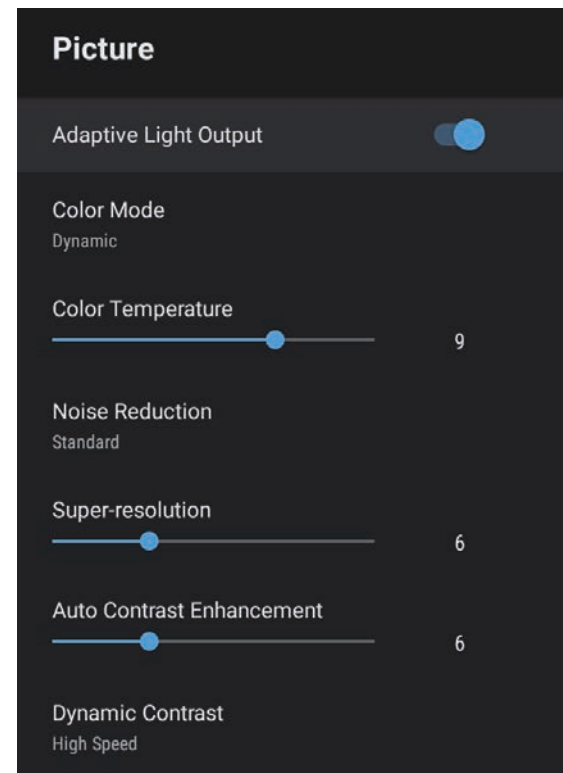 Picture
Adaptive Light Output
Color Mode
Dynamic
Color Temperature
9
Noise Reduction
Standard
Super-resolution
6
Auto Contrast Enhancement
6
Dynamic Contrast
High Speed